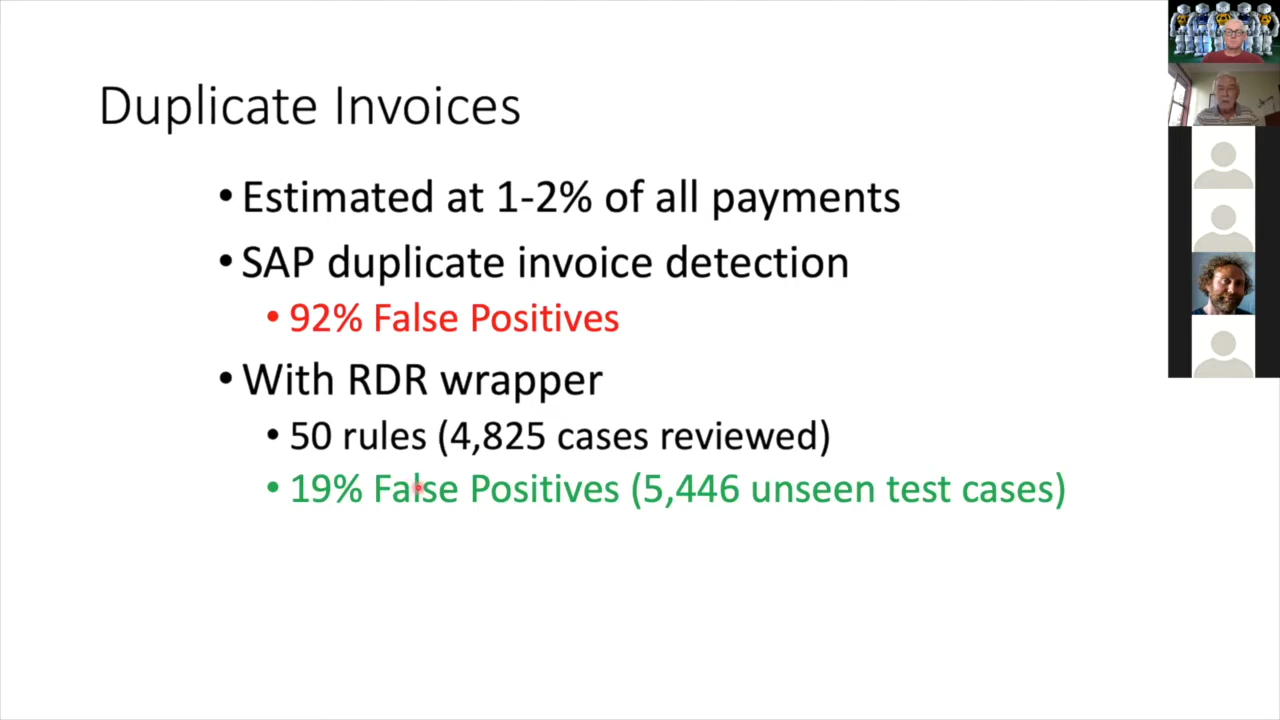 Duplicate Invoices
• Estimated at 1-2% of all payments
• SAP duplicate invoice detection
• 92% False Positives
• With RDR wrapper
• 50 rules (4,825 cases reviewed)
• 19% False Positives (5,446 unseen test cases)